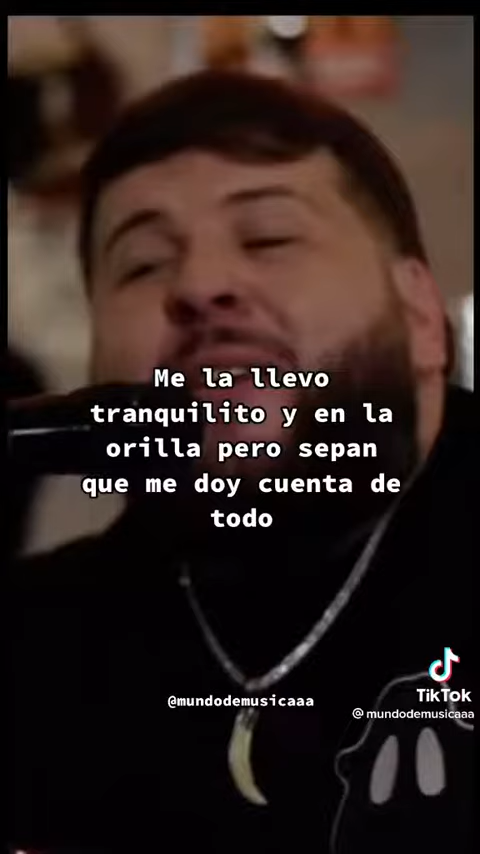 Me la llevo
tranquilito y en la
orilla pero sepan
que me doy cuenta de
todo
@mundodemusicaaa
TikTok
@ mundodemusicaaa